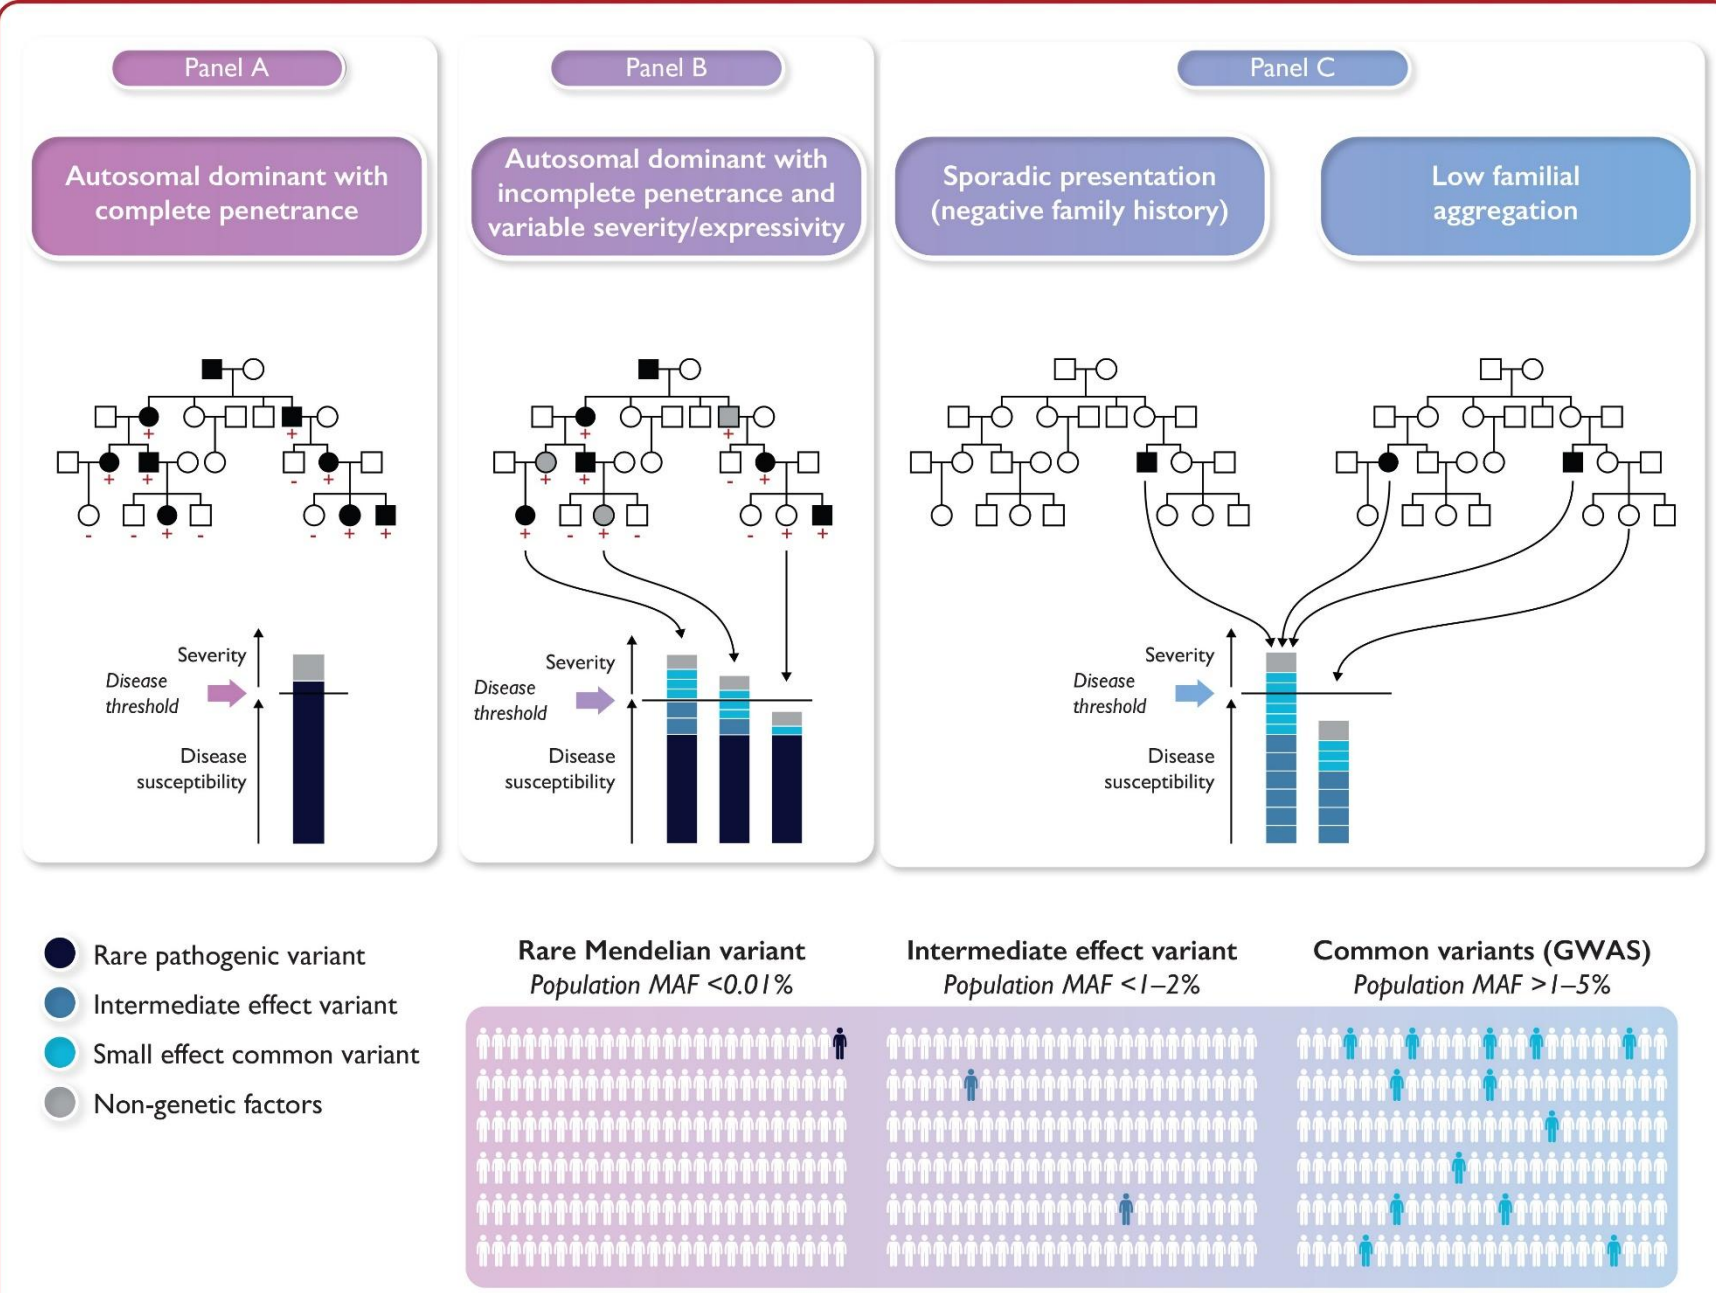 Panel A
Autosomal dominant with
complete penetrance
+
+
+
+
-
+
-
-
+
-
-
+
+
Severity
Disease
threshold
Disease
susceptibility
Panel B
Autosomal dominant with
incomplete penetrance and
variable severity/expressivity
+
+
+
+
-
+
+
-
+
-
-
+
+
Severity
Disease
threshold
Disease
susceptibility
Panel C
Sporadic presentation
(negative family history)
Low familial
aggregation
Severity
Disease
threshold
Disease
susceptibility
Rare pathogenic variant
Intermediate effect variant
Small effect common variant
Non-genetic factors
Rare Mendelian variant
Population MAF <0.01%
Intermediate effect variant
Population MAF <1–2%
Common variants (GWAS)
Population MAF >1–5%